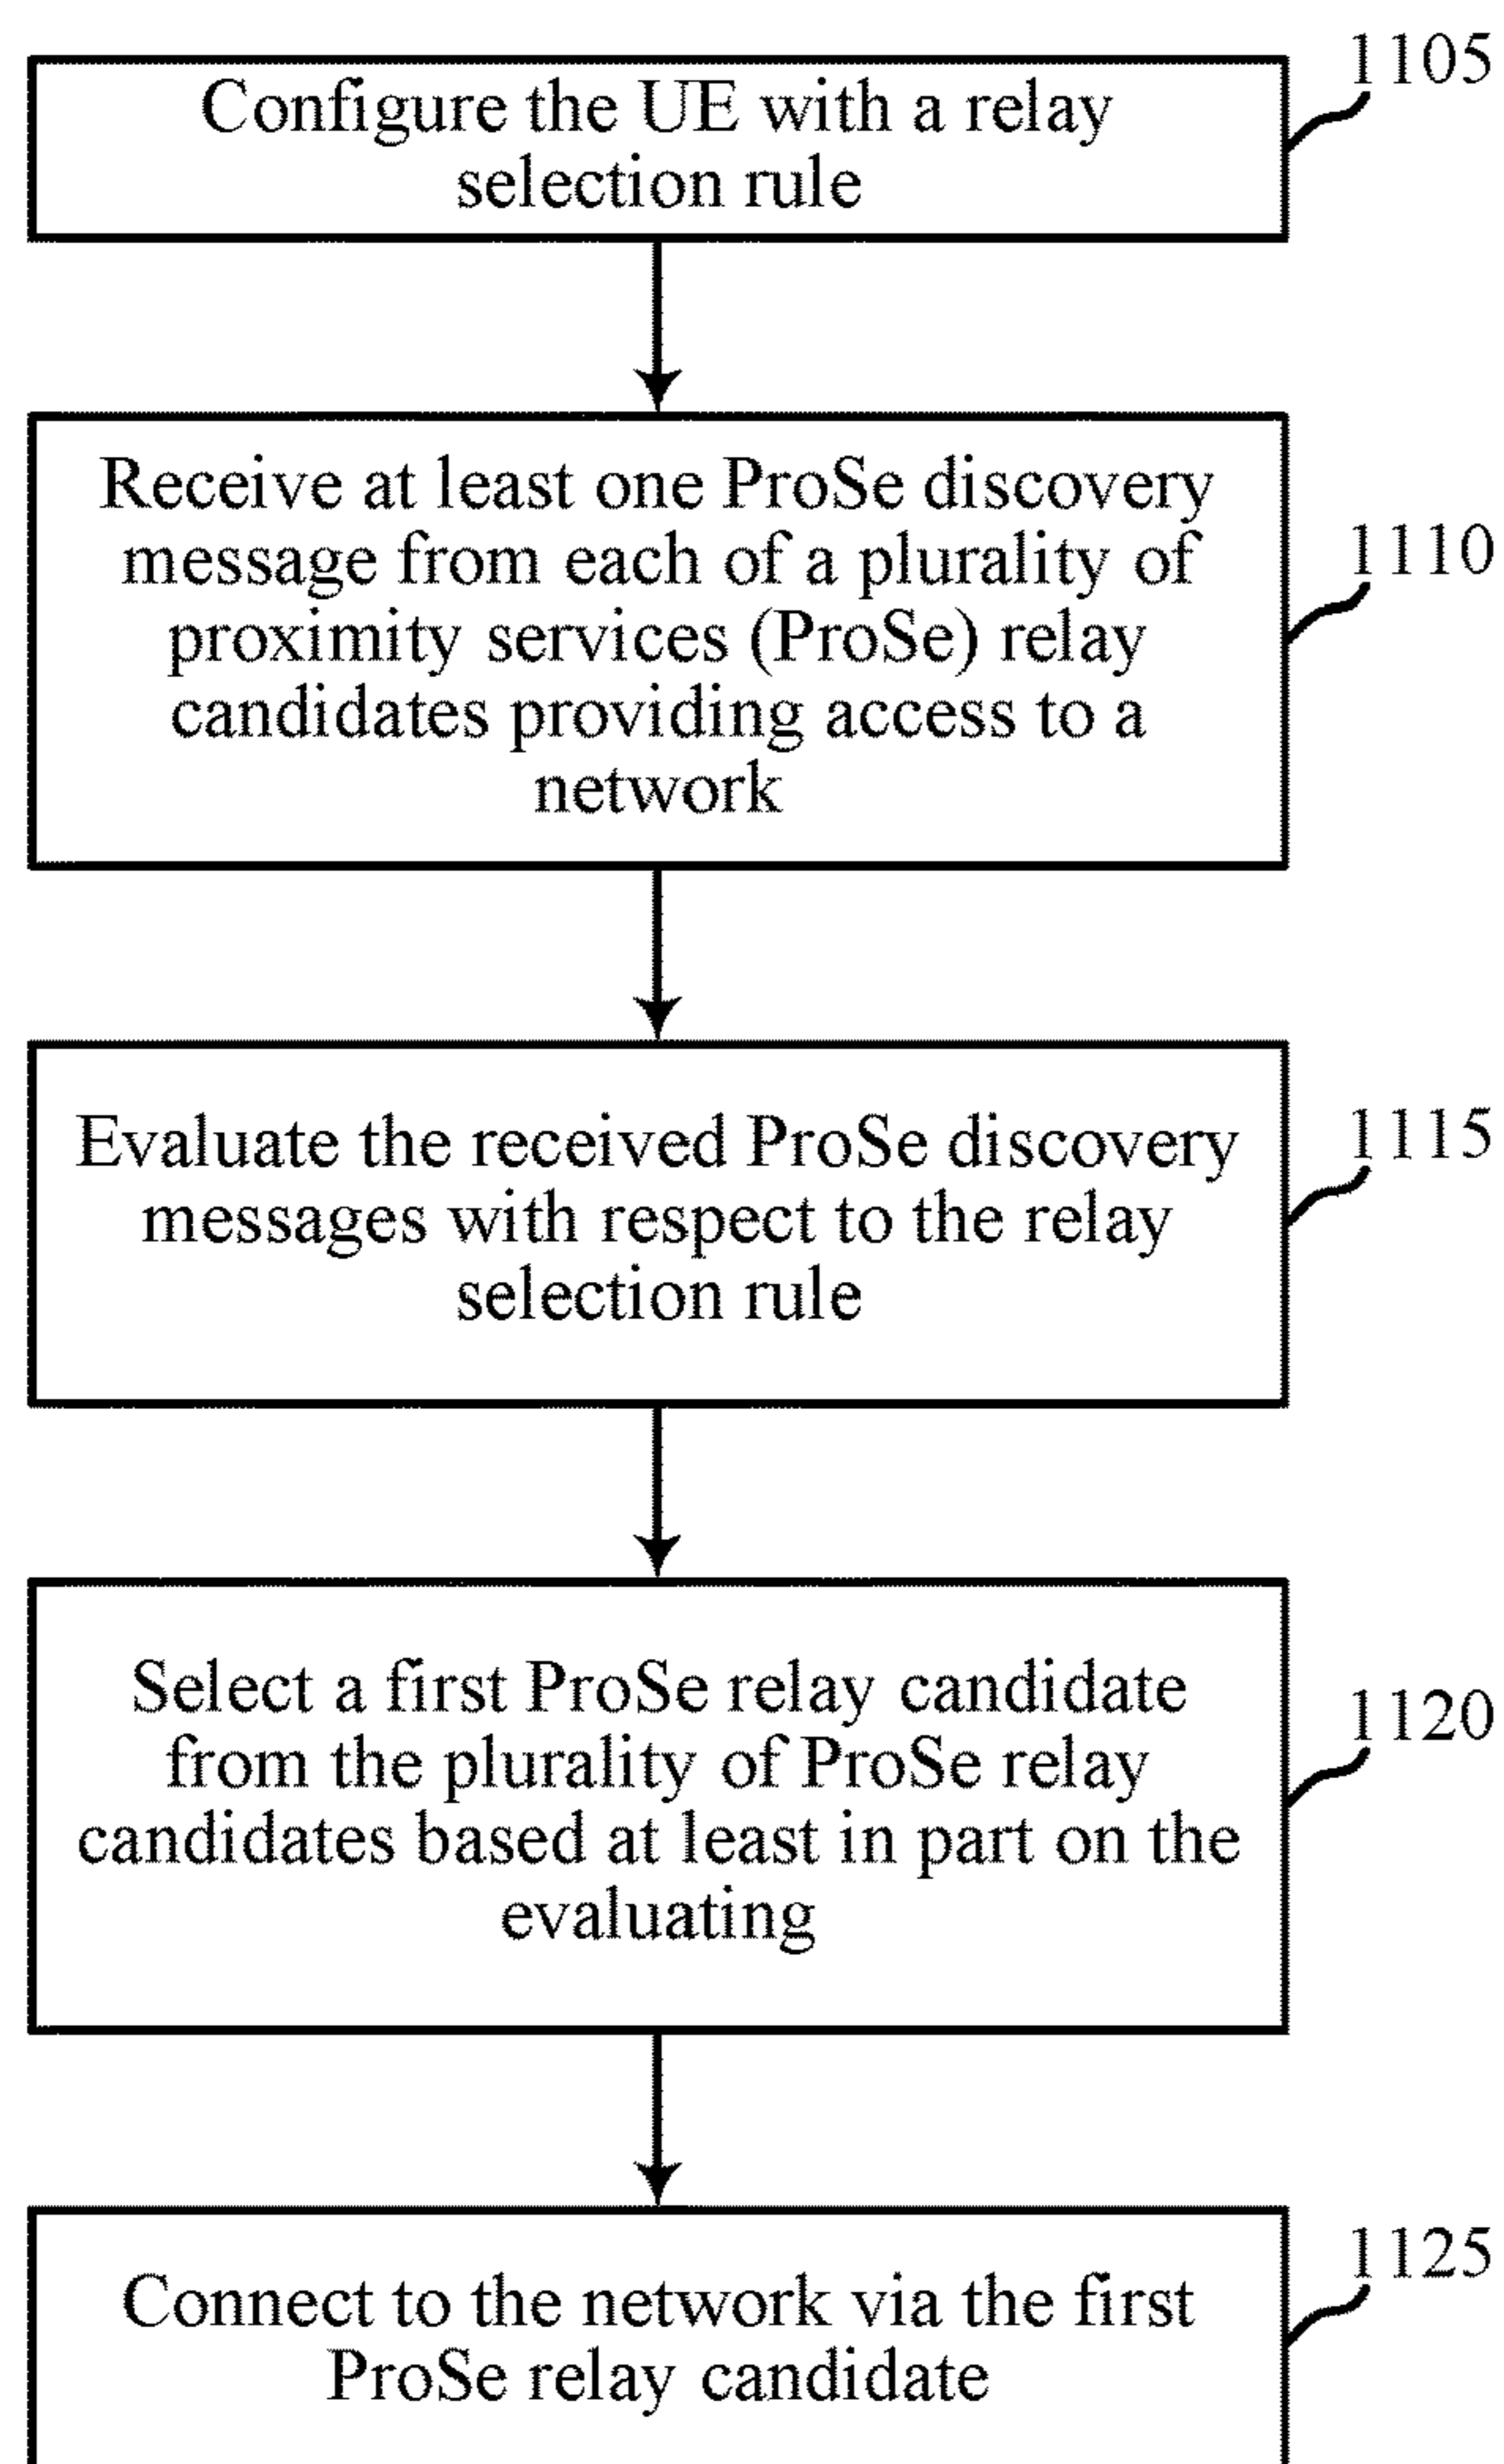 1105
Configure the UE with a relay
selection rule
Receive at least one ProSe discovery
message from each of a plurality of
proximity services (ProSe) relay
candidates providing access to a
network
1110
Evaluate the received ProSe discovery
messages with respect to the relay
selection rule
1115
Select a first ProSe relay candidate
from the plurality of ProSe relay
candidates based at least in part on the
evaluating
1120
Connect to the network via the first
ProSe relay candidate
1125